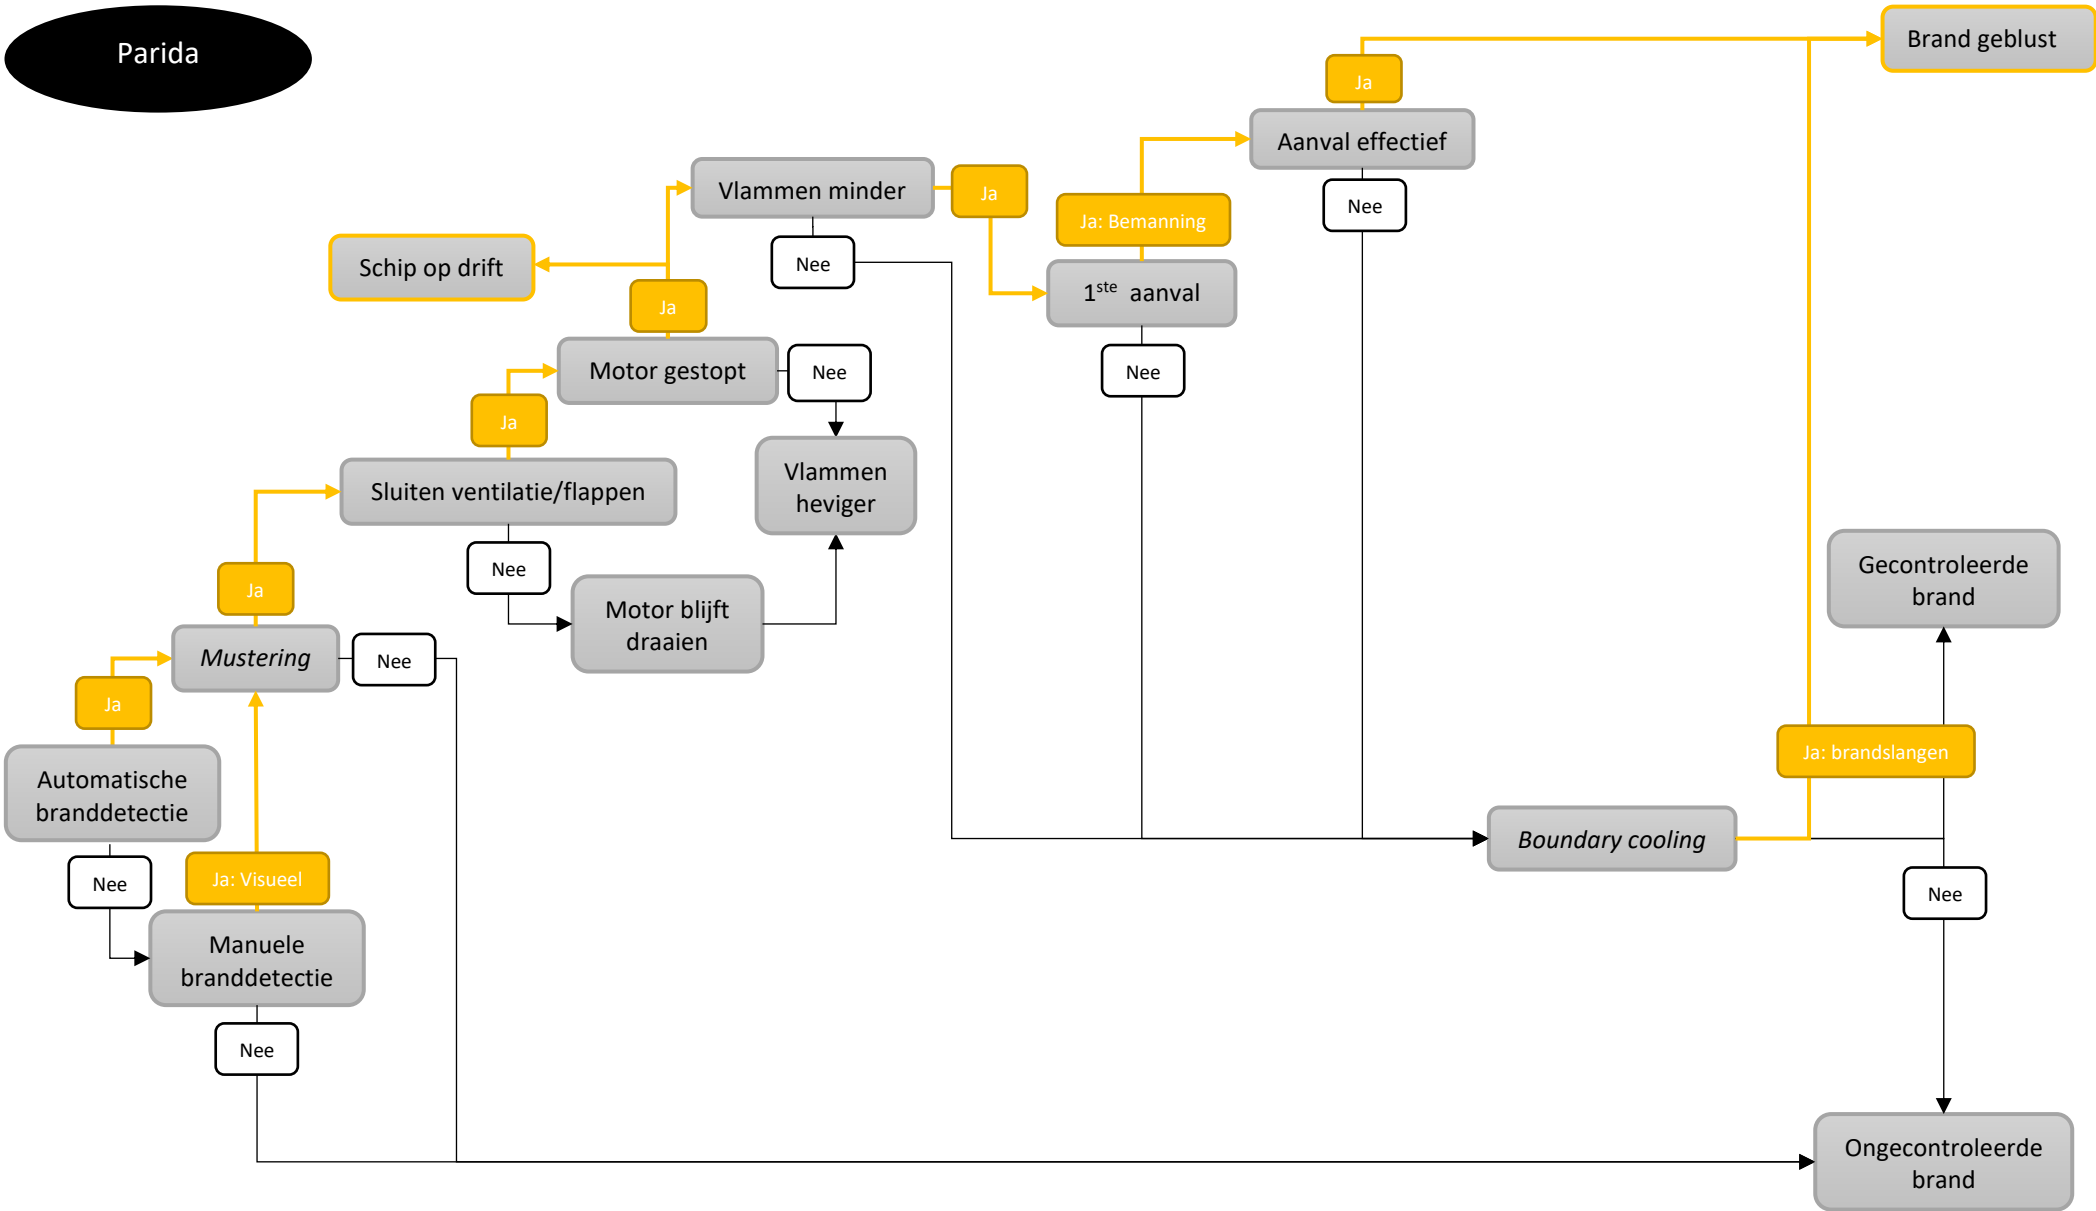 Parida
Brand geblust
Ja
Aanval effectief
Nee
Vlammen minder
Ja
Ja: Bemanning
Nee
Schip op drift
1ste aanval
Ja
Nee
Motor gestopt
Nee
Ja
Vlammen
heviger
Sluiten ventilatie/flappen
Nee
Gecontroleerde
brand
Ja
Motor blijft
draaien
Mustering
Nee
Ja
Ja: brandslangen
Automatische
branddetectie
Boundary cooling
Nee
Ja: Visueel
Nee
Manuele
branddetectie
Nee
Ongecontroleerde
brand